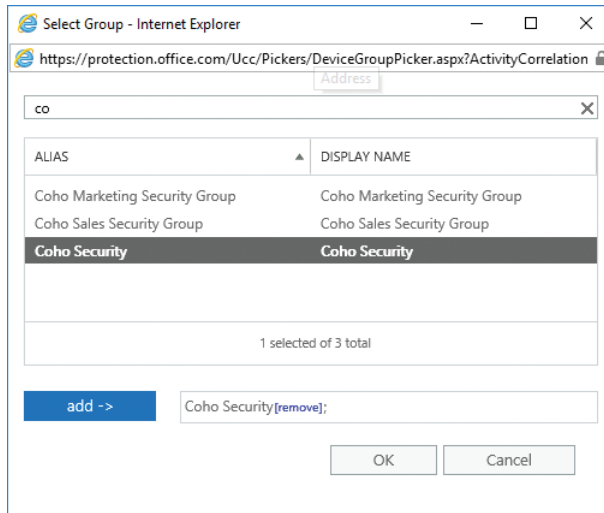 Select Group - Internet Explorer
https://protection.office.com/Ucc/Pickers/DeviceGroupPicker.aspx?ActivityCorrelation
Address
co
ALIAS DISPLAY NAME
Coho Marketing Security Group Coho Marketing Security Group
Coho Sales Security Group Coho Sales Security Group
Coho Security Coho Security
1 selected of 3 total
add -> Coho Security[remove];
OK Cancel